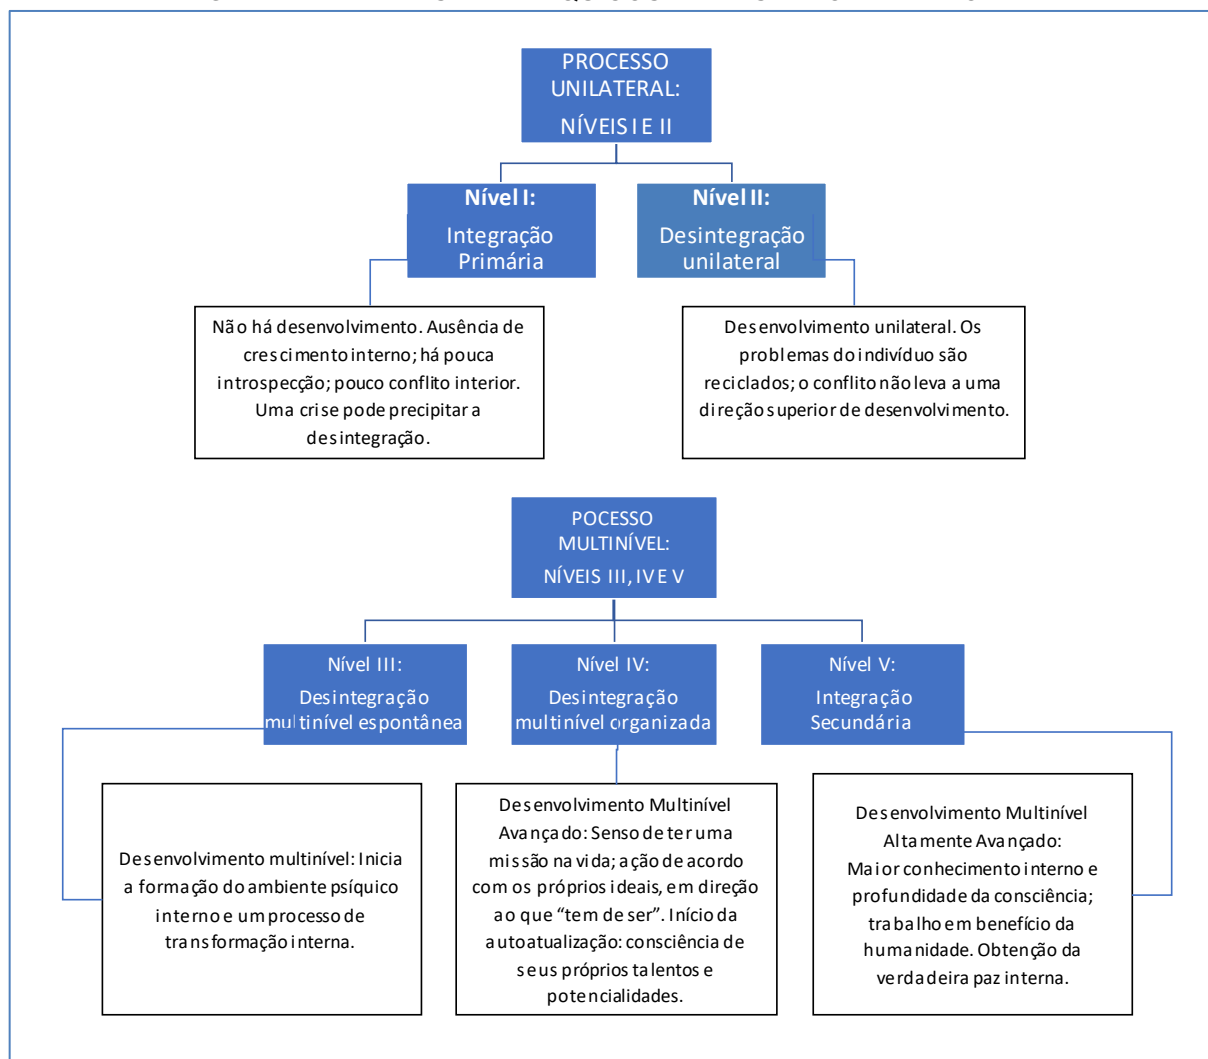 PROCESSO
UNILATERAL:
NÍVEIS I E II
Nível I:
Integração
Primária
Nível II:
Desintegração
unilateral
Não há desenvolvimento. Ausência de
crescimento interno; há pouca
introspecção; pouco conflito interior.
Uma crise pode precipitar a
desintegração.
Desenvolvimento unilateral. Os
problemas do indivíduo são
reciclados; o conflito não leva a uma
direção superior de desenvolvimento.
POCESSO
MULTINÍVEL:
NÍVEIS III, IV E V
Nível III:
Desintegração
multinível espontânea
Nível IV:
Desintegração
multinível organizada
Nível V:
Integração
Secundária
Desenvolvimento multinível: Inicia
a formação do ambiente psíquico
interno e um processo de
transformação interna.
Desenvolvimento Multinível
Avançado: Senso de ter uma
missão na vida; ação de acordo
com os próprios ideais, em direção
ao que “tem de ser”. Início da
autoatualização: consciência de
seus próprios talentos e
potencialidades.
Desenvolvimento Multinível
Altamente Avançado:
Maior conhecimento interno e
profundidade da consciência;
trabalho em benefício da
humanidade. Obtenção da
verdadeira paz interna.